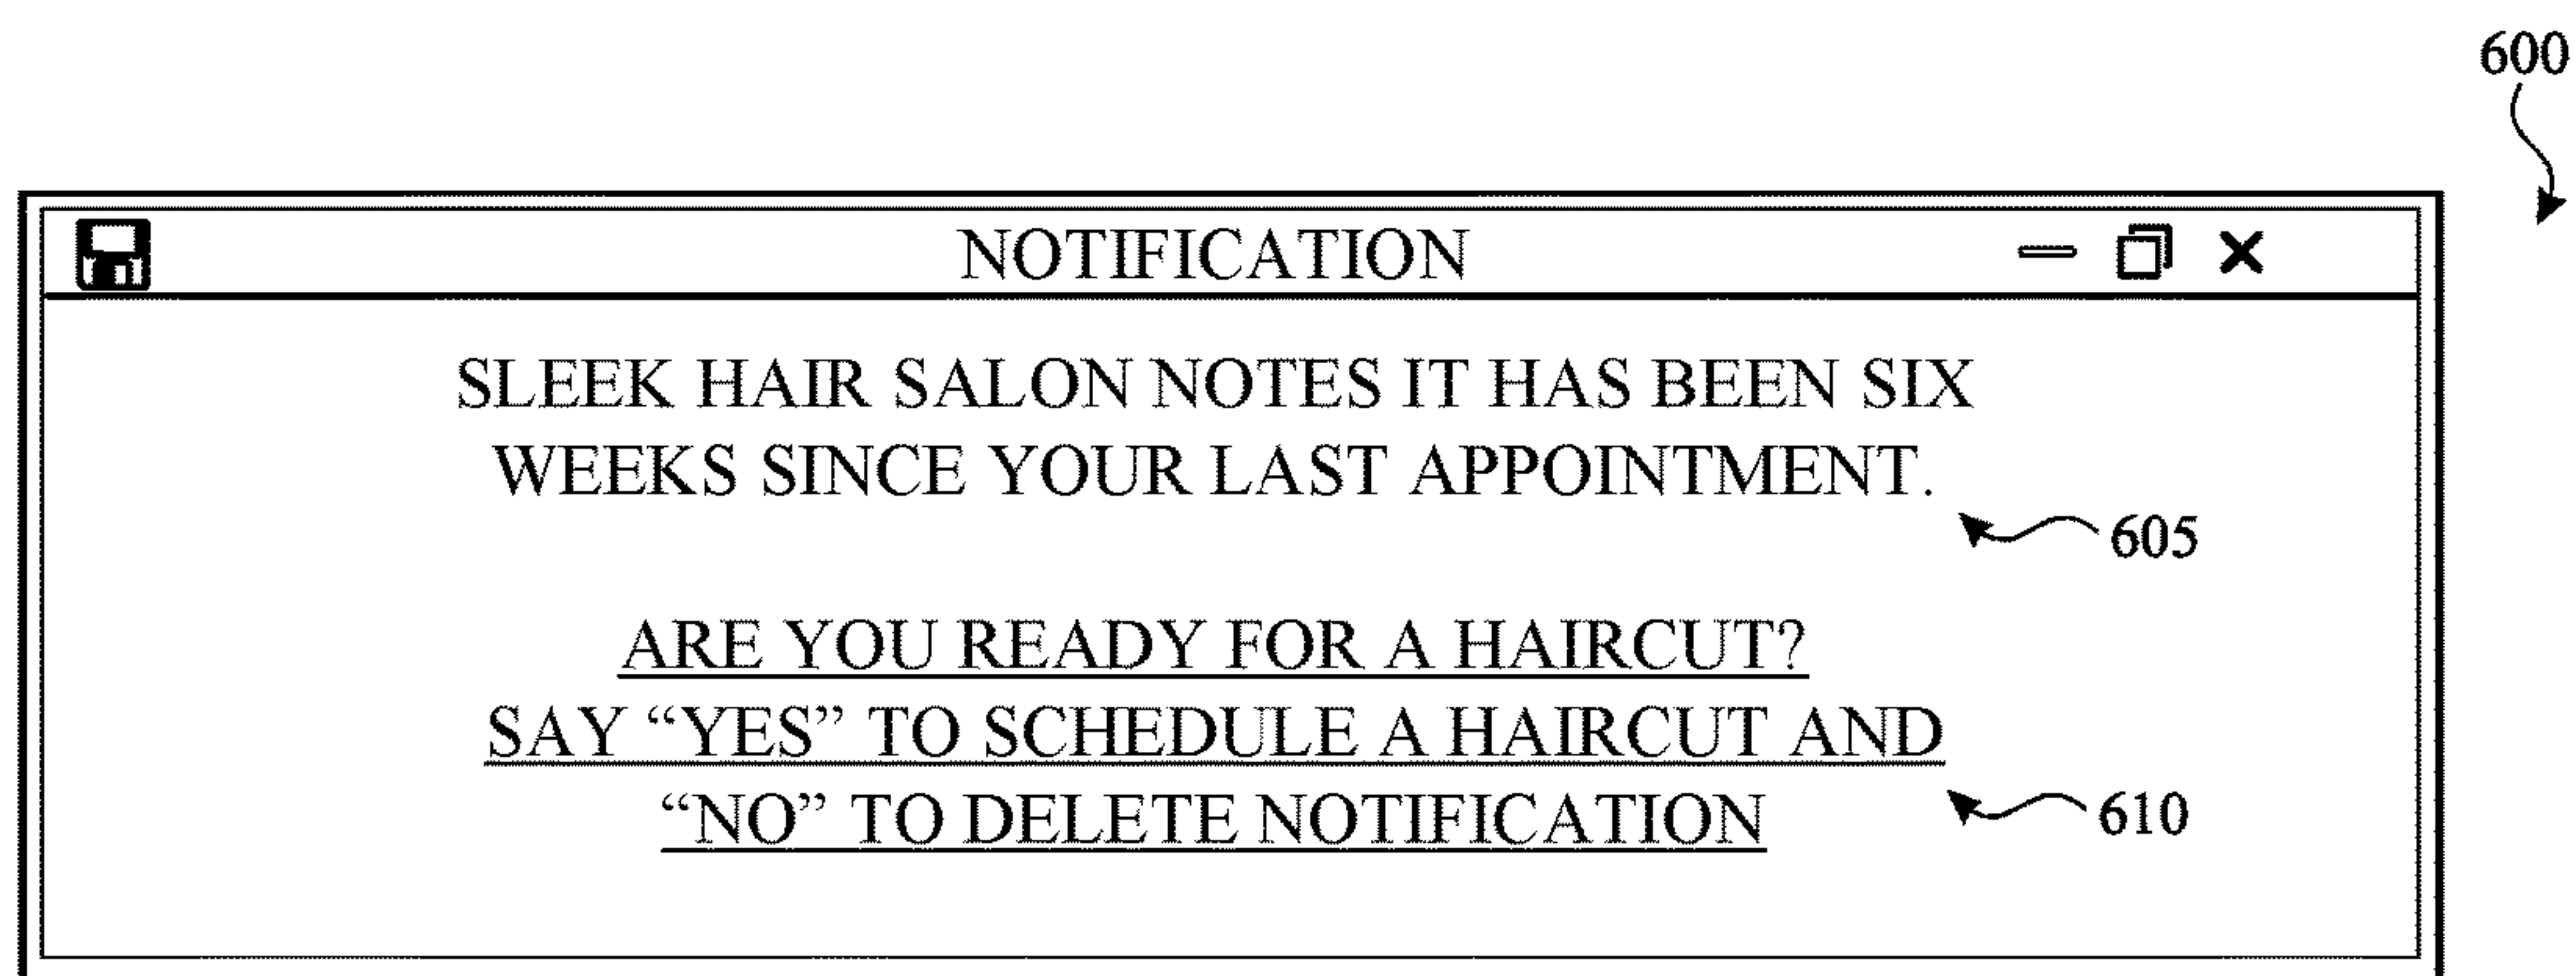 600
NOTIFICATION
SLEEK HAIR SALON NOTES IT HAS BEEN SIX
WEEKS SINCE YOUR LAST APPOINTMENT.
605
ARE YOU READY FOR A HAIRCUT?
SAY “YES” TO SCHEDULE A HAIRCUT AND
“NO” TO DELETE NOTIFICATION
610